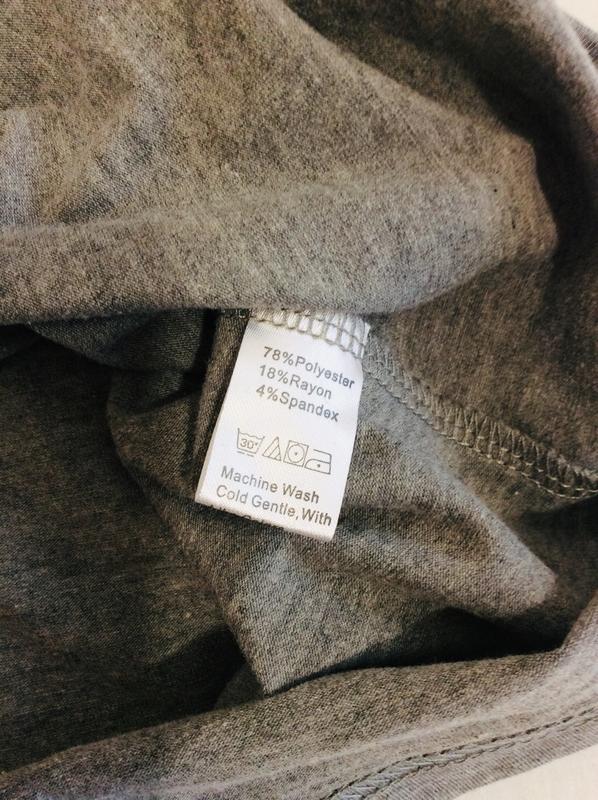 78%Polyester
18%Rayon
4%Spandex
30°
Machine Wash
Cold Gentle,With